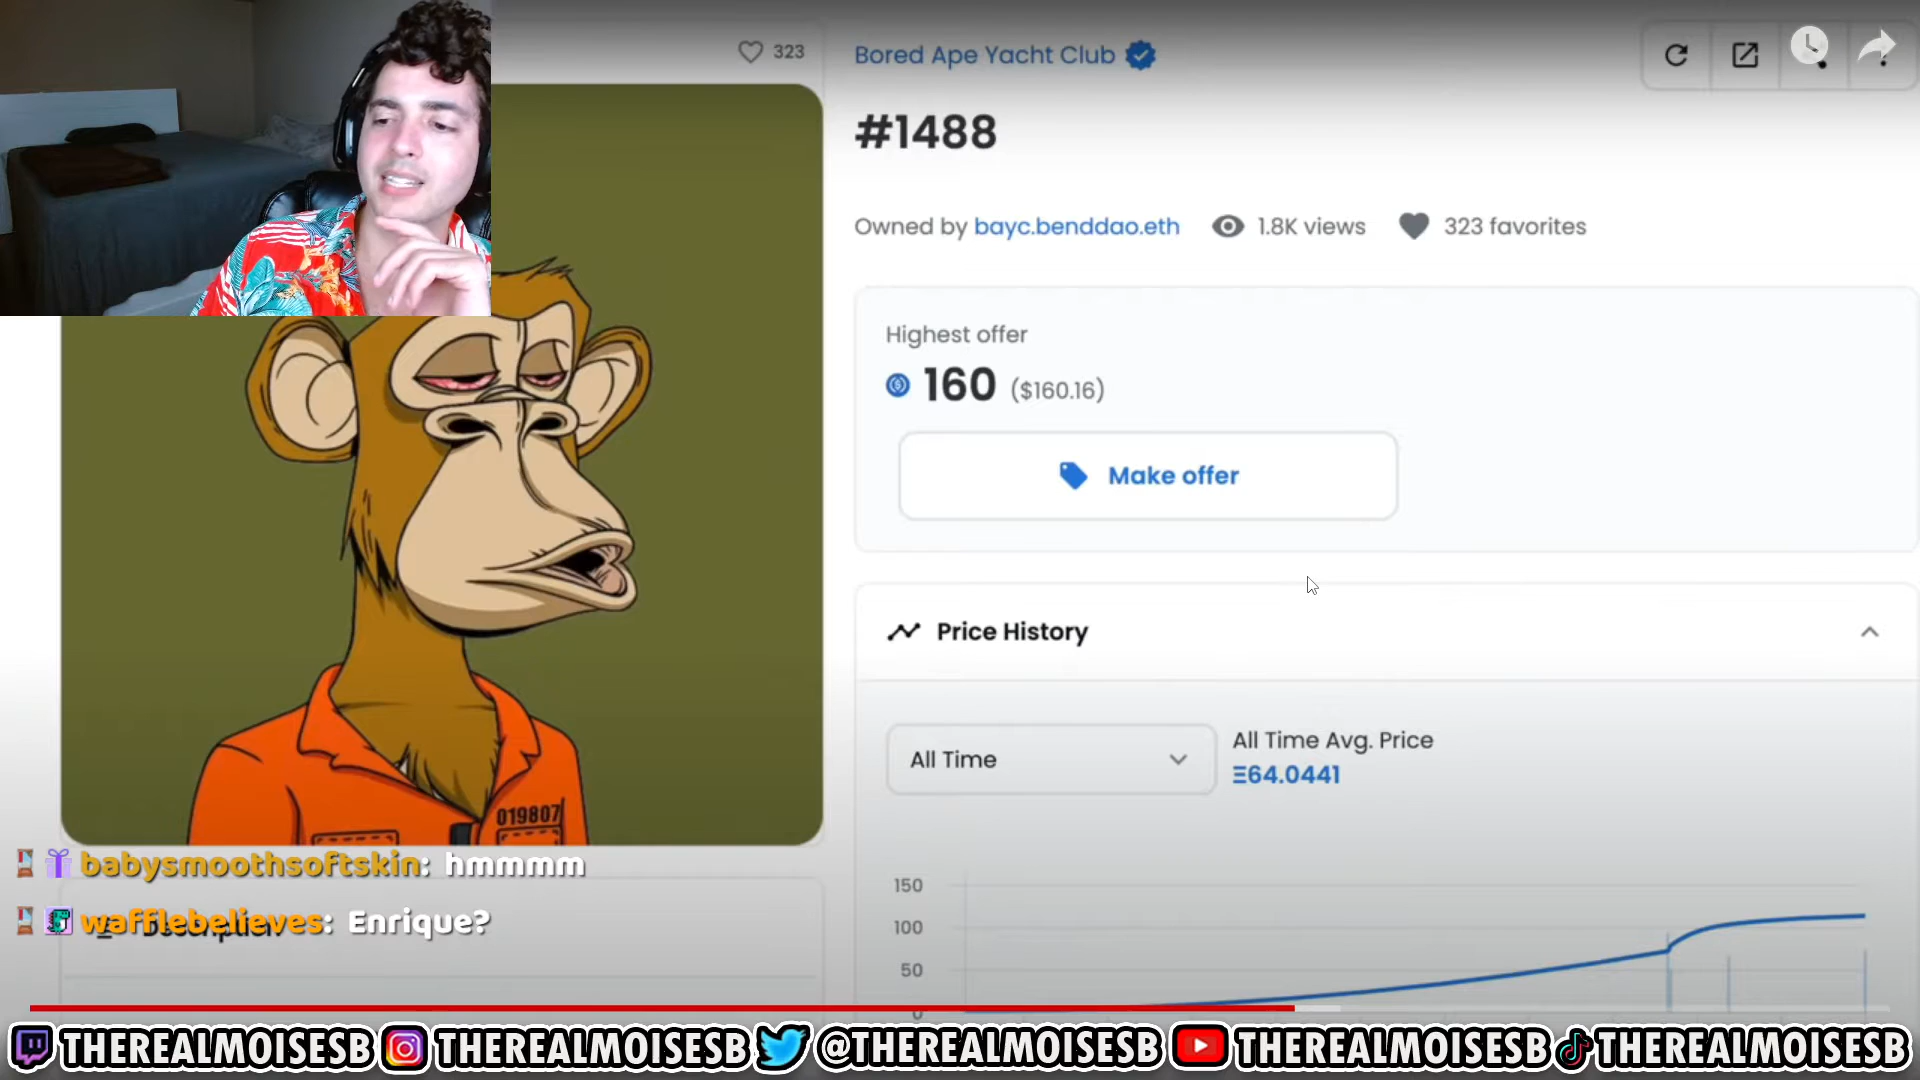 323
Bored Ape Yacht Club
#1488
Owned by bayc.benddao.eth 1.8K views 323 favorites
Highest offer
160 ($160.16)
Make offer
Price History
All Time
All Time Avg. Price
Ξ64.0441
019807
150
100
50
0
babysmoothsoftskin: hmmmm
wafflebelieves: Enrique?
Description
THEREALMOISESB THEREALMOISESB @THEREALMOISESB THEREALMOISESB THEREALMOISESB